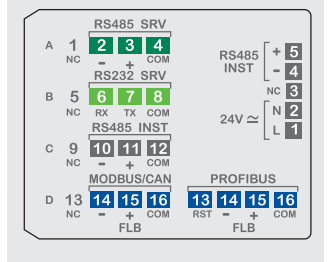 RS485 SRV
A 1 2 3 4
NC - + COM
RS232 SRV
B 5 6 7 8
NC RX TX COM
RS485 INST
C 9 10 11 12
NC - + COM
MODBUS/CAN
D 13 14 15 16
NC - + COM
FLB
RS485 INST
+ 5
- 4
NC 3
24V ≃
N 2
L 1
PROFIBUS
13 14 15 16
RST - + COM
FLB